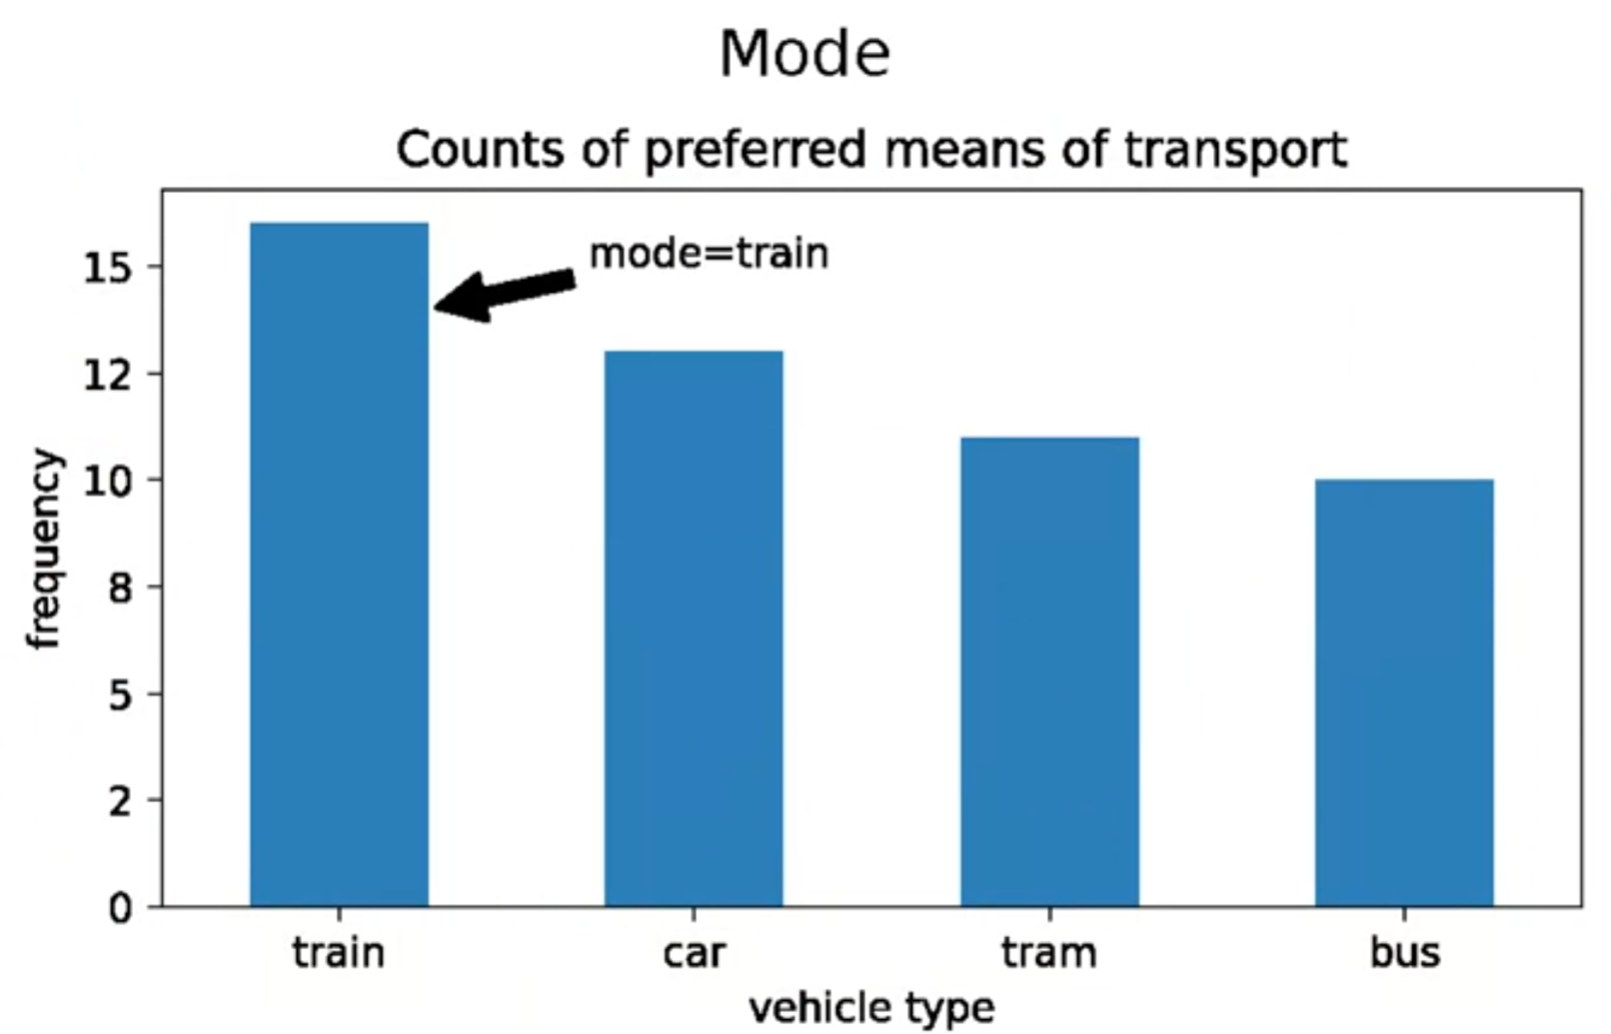 Mode
Counts of preferred means of transport
mode=train
15
12
10
8
5
2
0
frequency
train
car
tram
bus
vehicle type